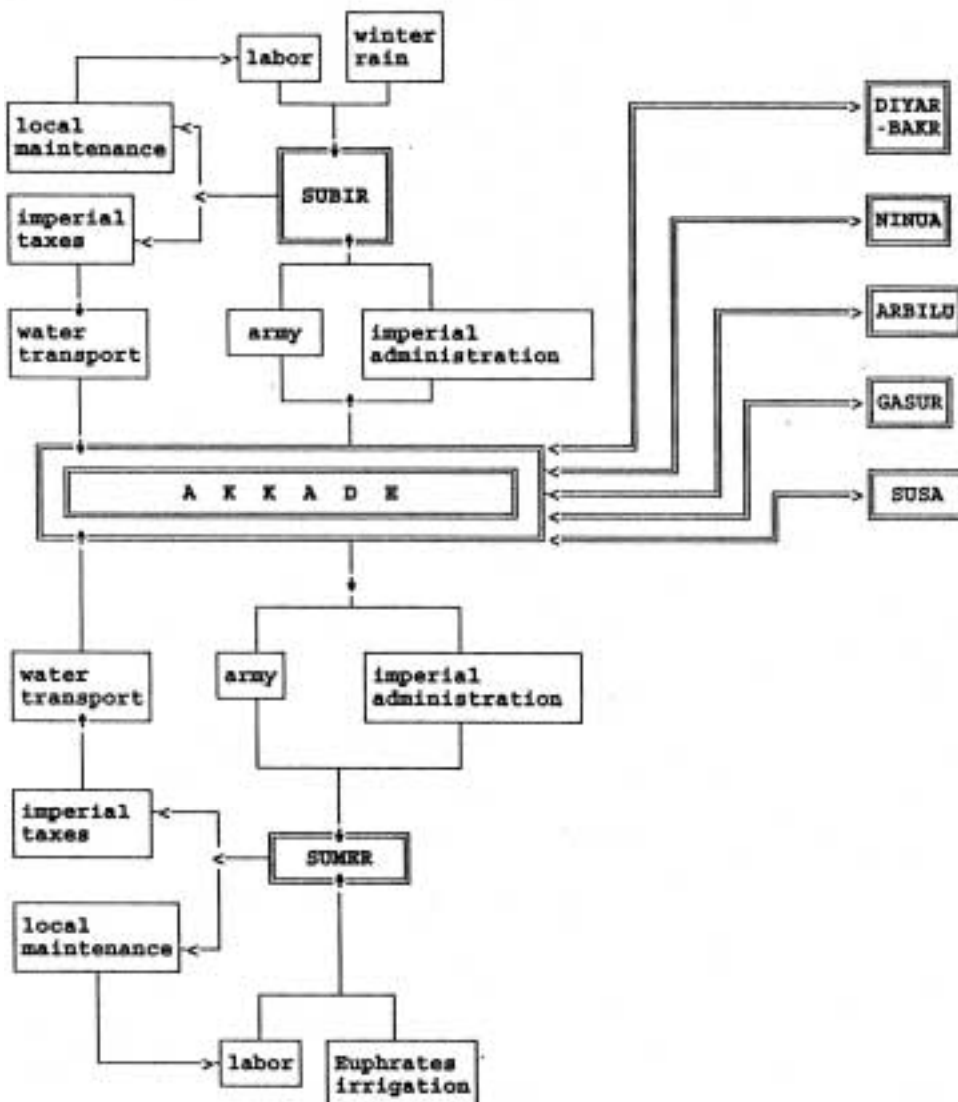 winter
rain
labor
local
maintenance
DIYAR
-BAKR
SUBIR
imperial
taxes
NINUA
water
transport
army
imperial
administration
ARBILU
GASUR
A K K A D E
SUSA
water
transport
army
imperial
administration
imperial
taxes
SUMER
local
maintenance
labor
Euphrates
irrigation